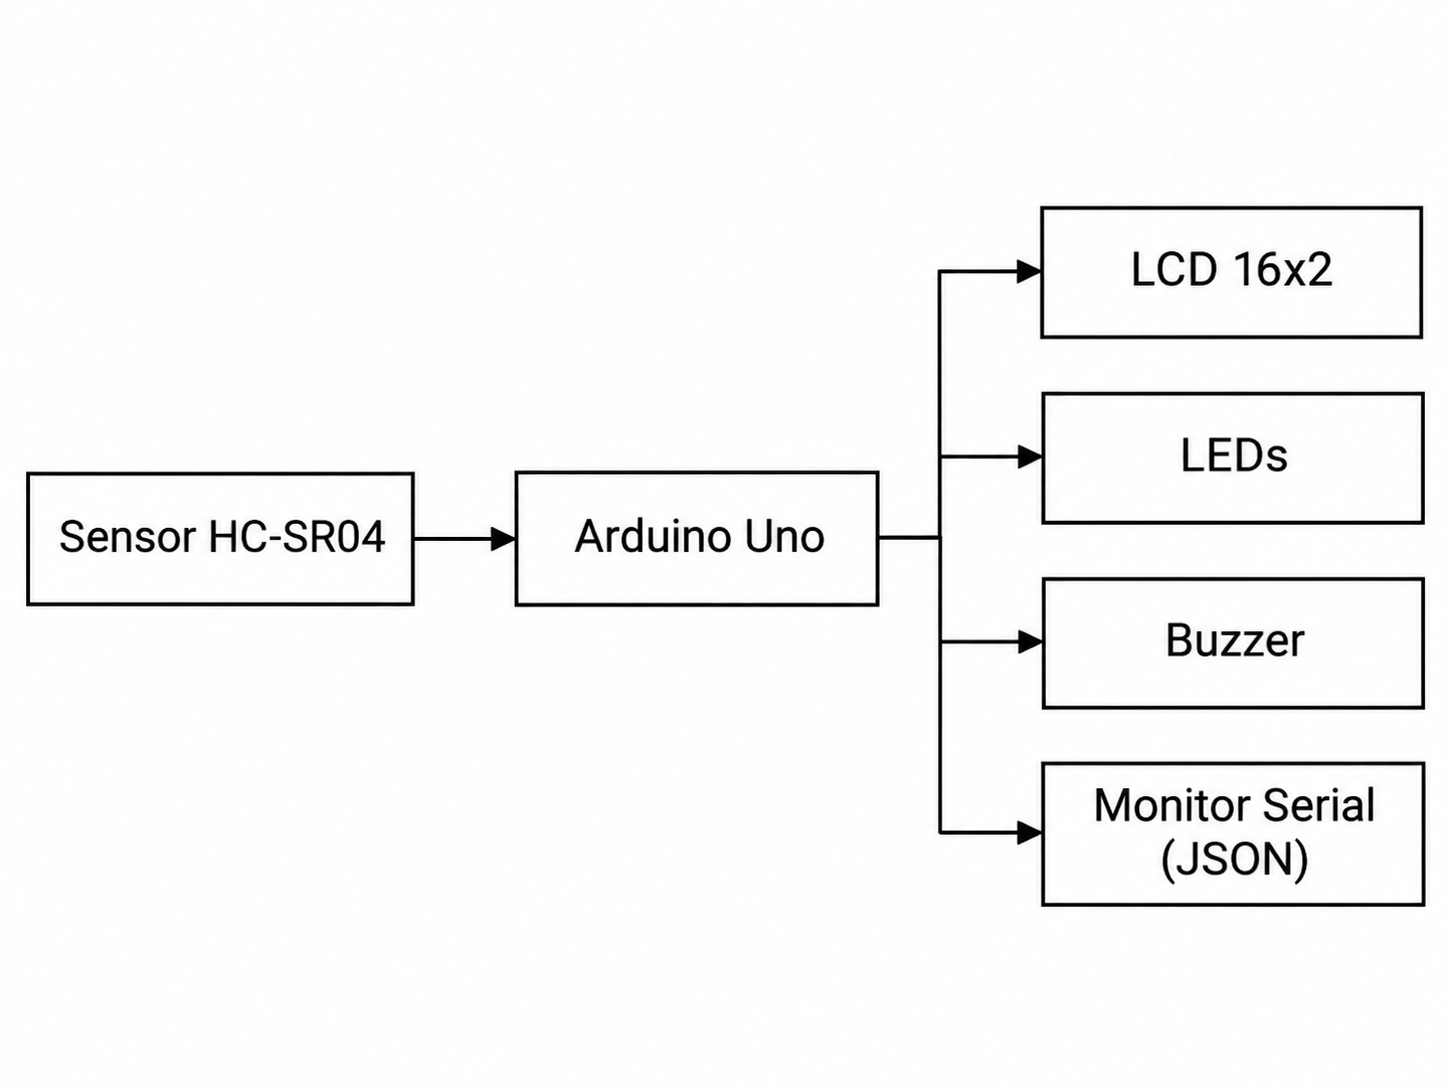 Sensor HC-SR04
Arduino Uno
LCD 16x2
LEDs
Buzzer
Monitor Serial
(JSON)